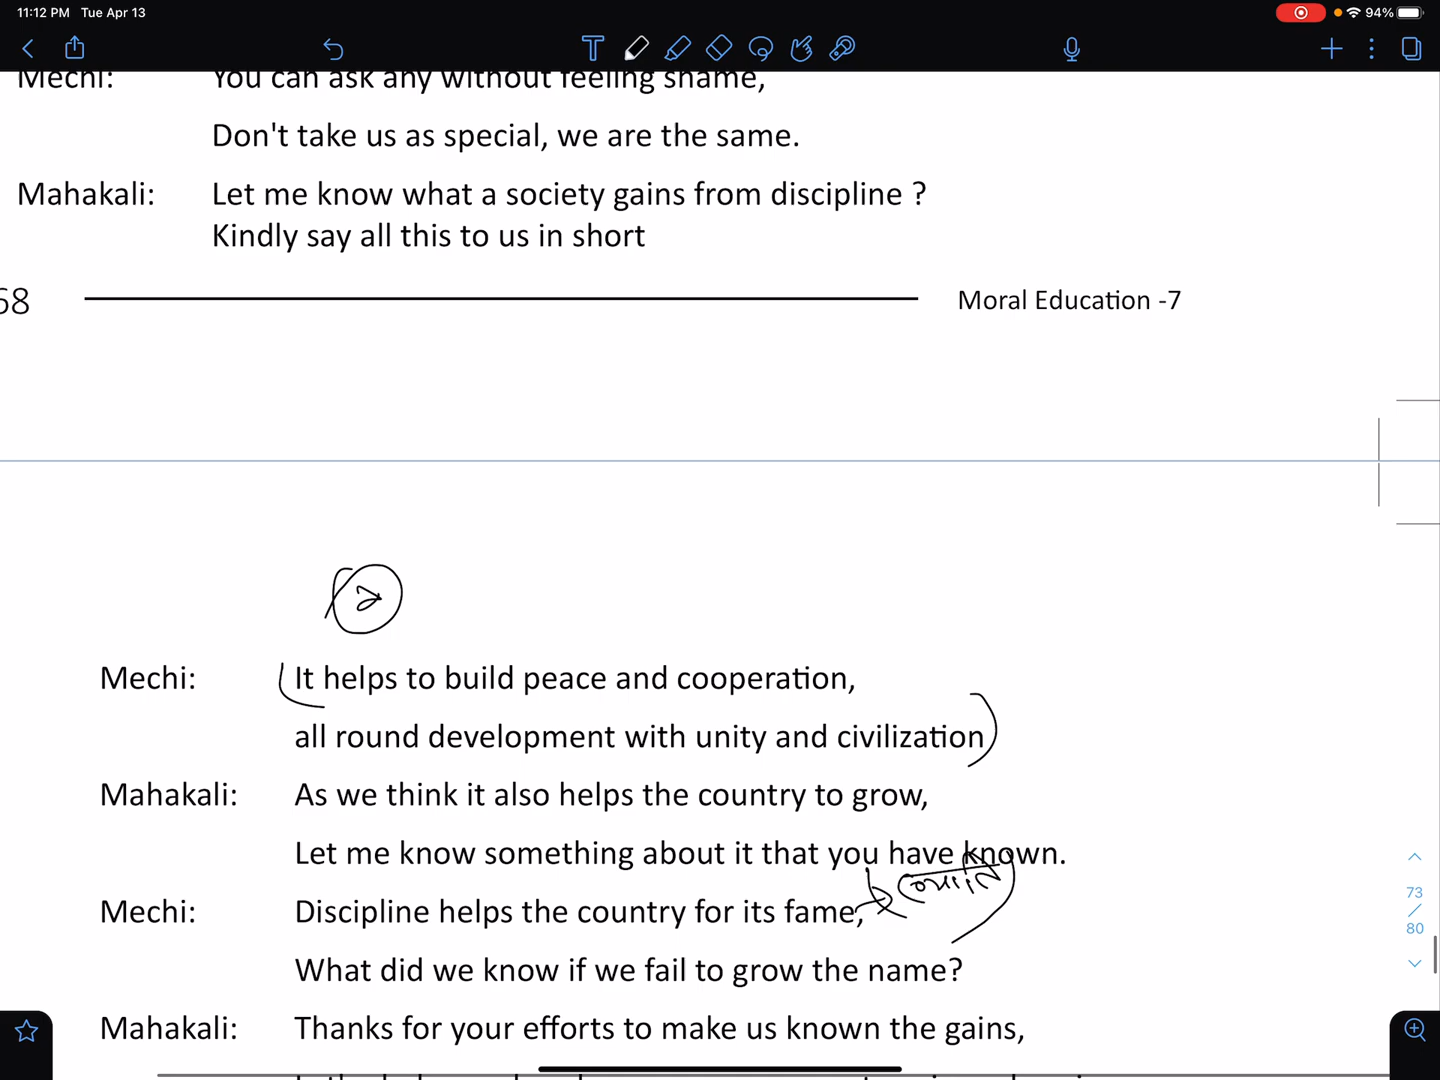 11:12 PM Tue Apr 13
94%
Mechi: You can ask any without feeling shame,
Don't take us as special, we are the same.
Mahakali: Let me know what a society gains from discipline ?
Kindly say all this to us in short
68 Moral Education -7
Mechi: It helps to build peace and cooperation,
all round development with unity and civilization
Mahakali: As we think it also helps the country to grow,
Let me know something about it that you have known.
Mechi: Discipline helps the country for its fame,
What did we know if we fail to grow the name?
Mahakali: Thanks for your efforts to make us known the gains,
73
/
80